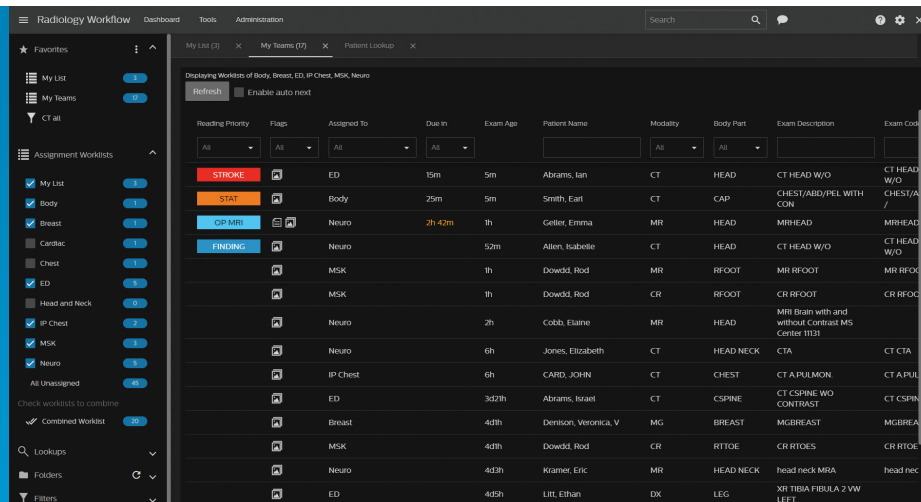 Radiology Workflow Dashboard Tools Administration Search
Favorites
My List 3
My Teams 17
CT all
Assignment Worklists
My List 3
Body 1
Breast 1
Cardiac 1
Chest 1
ED 5
Head and Neck 0
IP Chest 2
MSK 3
Neuro 5
All Unassigned 45
Check worklists to combine
Combined Worklist 20
Lookups
Folders
Filters
My List (3) My Teams (17) Patient Lookup
Displaying Worklists of Body, Breast, ED, IP Chest, MSK, Neuro
Refresh Enable auto next
Reading Priority Flags Assigned To Due In Exam Age Patient Name Modality Body Part Exam Description Exam Code
All All All All All All
STROKE ED 15m 5m Abrams, Ian CT HEAD CT HEAD W/O CT HEAD
W/O
STAT Body 25m 5m Smith, Earl CT CAP CHEST/ABD/PEL WITH CHEST/A
CON /
OP MRI Neuro 2h 42m 1h Geller, Emma MR HEAD MRHEAD MRHEAD
FINDING Neuro 52m Allen, Isabelle CT HEAD CT HEAD W/O CT HEAD
W/O
MSK 1h Dowdd, Rod MR RFOOT MR RFOOT MR RFOO
MSK 1h Dowdd, Rod CR RFOOT CR RFOOT CR RFOO
Neuro 2h Cobb, Elaine MR HEAD MRI Brain with and
without Contrast MS
Center 11131
Neuro 6h Jones, Elizabeth CT HEAD NECK CTA CT CTA
IP Chest 6h CARD, JOHN CT CHEST CT A.PULMON. CT A.PUL
ED 3d21h Abrams, Israel CT CSPINE CT CSPINE WO CT CSPIN
CONTRAST
Breast 4d1h Denison, Veronica, V MG BREAST MGBREAST MGBREA
MSK 4d1h Dowdd, Rod CR RTTOE CR RTOES CR RTOE
Neuro 4d3h Kramer, Eric MR HEAD NECK head neck MRA head nec
ED 4d5h Litt, Ethan DX LEG XR TIBIA FIBULA 2 VW
LEFT